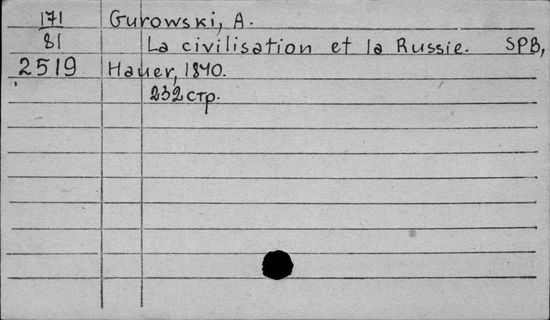 171 Gurowski, A.
81 La civilisation et la Russie. SPB,
2519 Hauer, 1840.
232 стр.